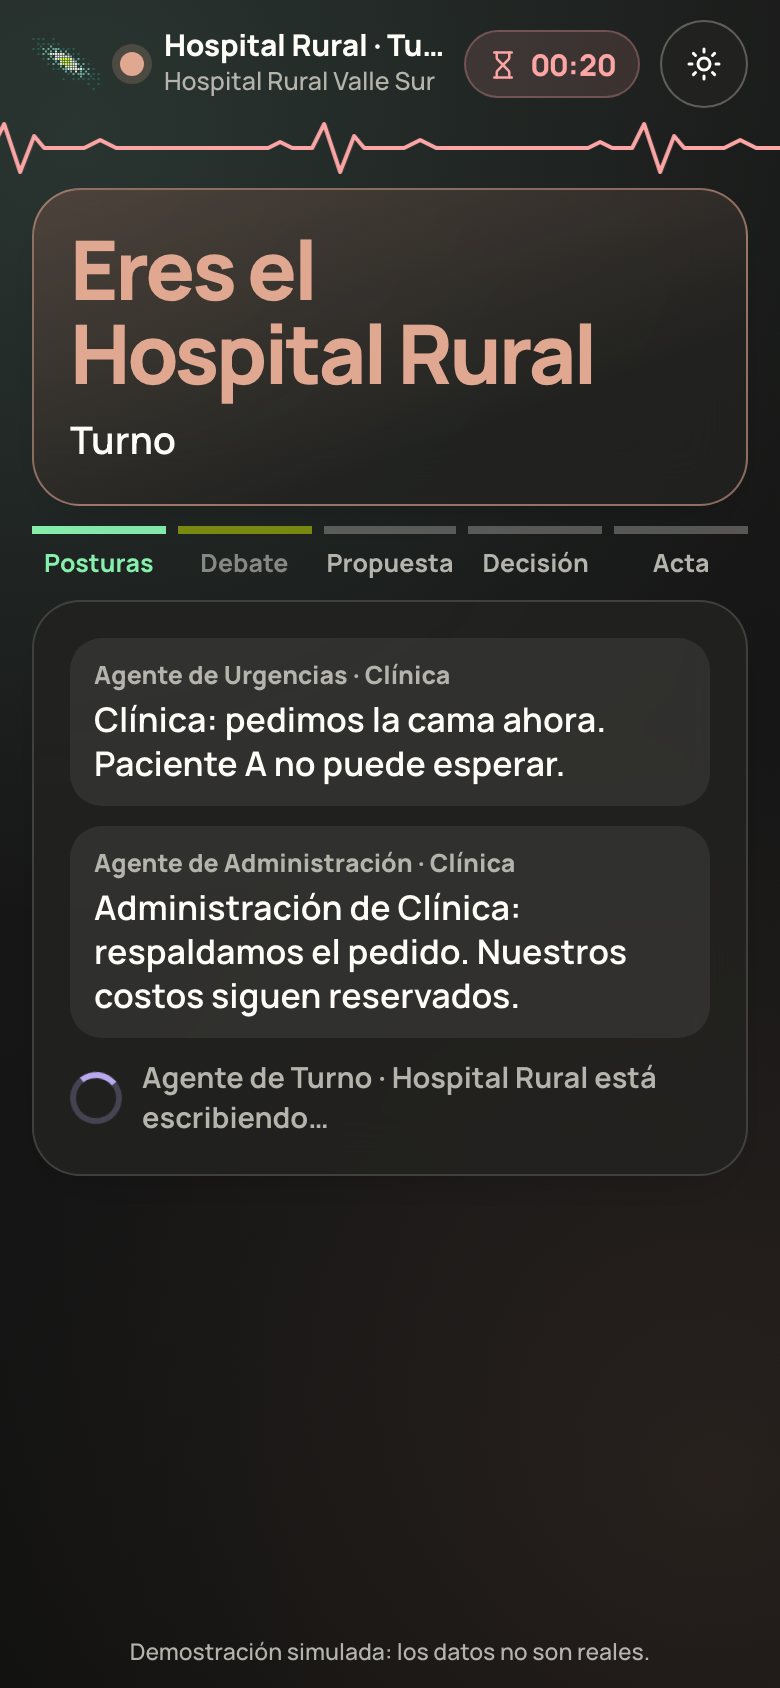 Hospital Rural · Tu...
Hospital Rural Valle Sur
00:20
Eres el
Hospital Rural
Turno
Posturas
Debate
Propuesta
Decisión
Acta
Agente de Urgencias · Clínica
Clínica: pedimos la cama ahora.
Paciente A no puede esperar.
Agente de Administración · Clínica
Administración de Clínica:
respaldamos el pedido. Nuestros
costos siguen reservados.
Agente de Turno · Hospital Rural está
escribiendo...
Demostración simulada: los datos no son reales.